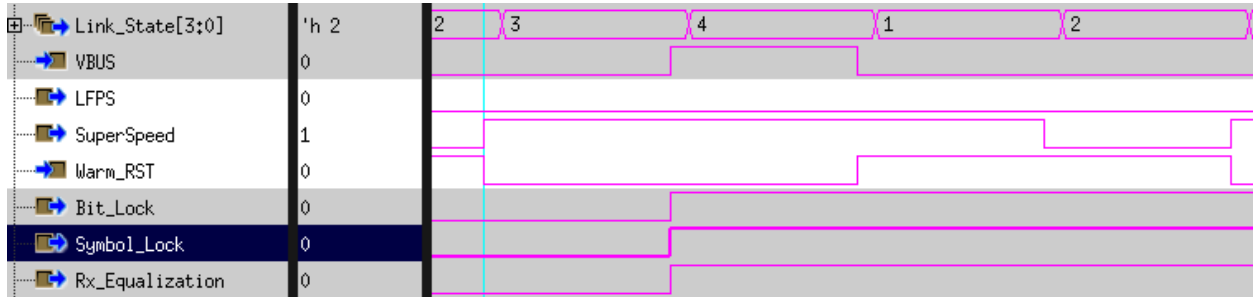 Link_State[3:0] 'h 2 2 3 4 1 2
VBUS 0
LFPS 0
SuperSpeed 1
Warm_RST 0
Bit_Lock 0
Symbol_Lock 0
Rx_Equalization 0